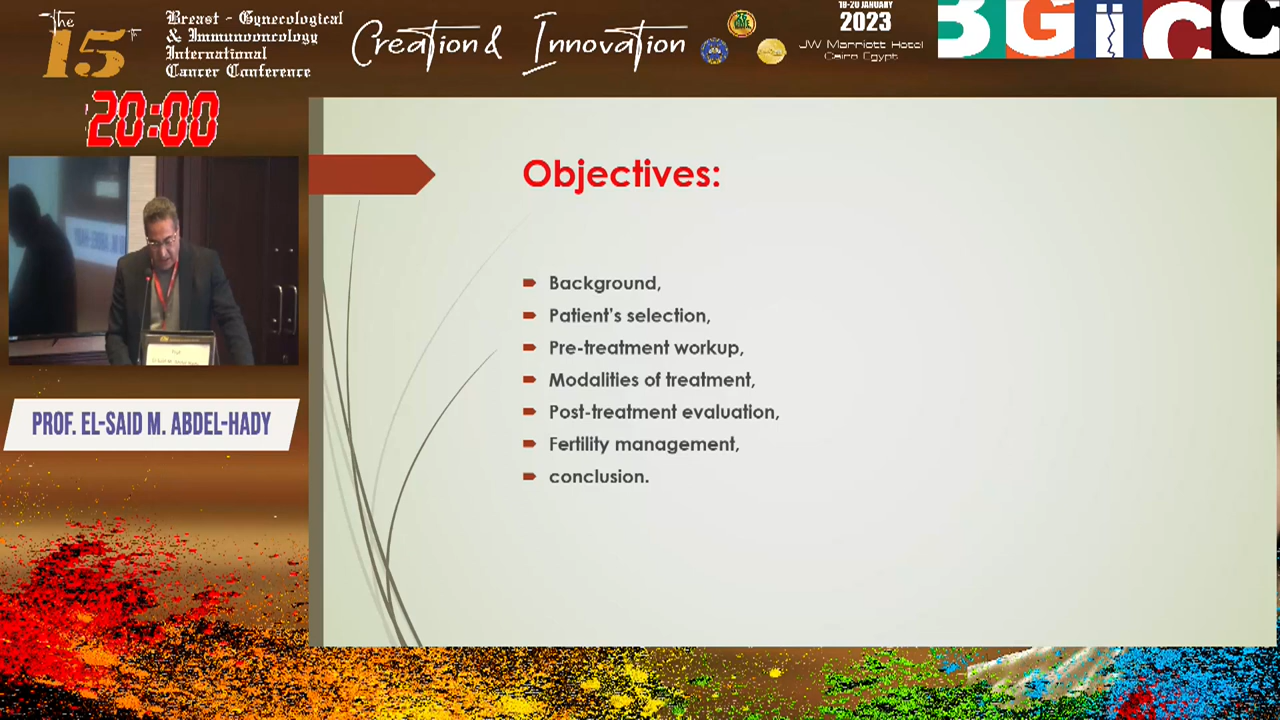 The 15th
Breast - Gynecological
& Immunooncology
International
Cancer Conference
Creation & Innovation
18-20 JANUARY
2023
JW Marriott Hotel
Cairo Egypt
BGiCC
20:00
Objectives:
Background,
Patient's selection,
Pre-treatment workup,
Modalities of treatment,
Post-treatment evaluation,
Fertility management,
conclusion.
PROF. EL-SAID M. ABDEL-HADY